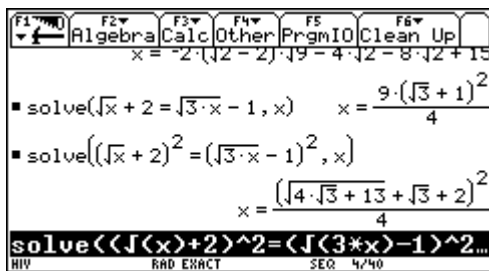 F1 F2 F3 F4 F5 F6
Algebra Calc Other PrgmIO Clean Up
x = -2·(√2 - 2)·√9 - 4·√2 - 8·√2 + 15
▪ solve(√x + 2 = √3·x - 1, x) x = 9·(√3 + 1)² / 4
▪ solve((√x + 2)² = (√3·x - 1)², x)
x = (√4·√3 + 13 + √3 + 2)² / 4
solve((√(x)+2)^2=(√(3*x)-1)^2…
HIV RAD EXACT SEQ 4/40